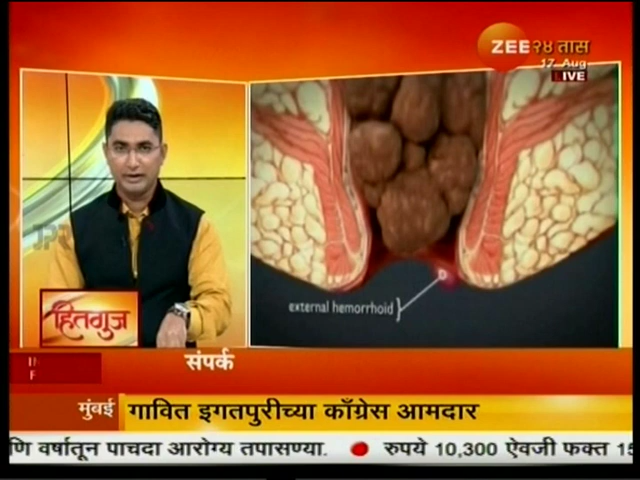 ZEE २४ तास
17 Aug
LIVE
external hemorrhoid
हितगुज
संपर्क
मुंबई
गावित इगतपुरीच्या काँग्रेस आमदार
णि वर्षातून पाचदा आरोग्य तपासण्या. रुपये 10,300 ऐवजी फक्त 15